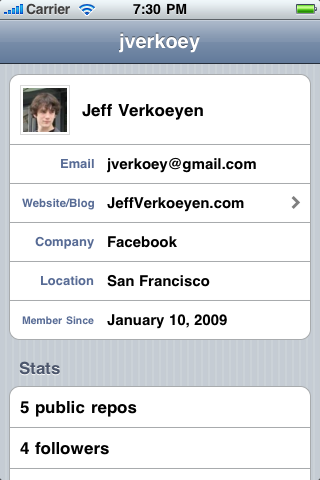 Carrier 7:30 PM
jverkoey
Jeff Verkoeyen
Email jverkoey@gmail.com
Website/Blog JeffVerkoeyen.com
Company Facebook
Location San Francisco
Member Since January 10, 2009
Stats
5 public repos
4 followers